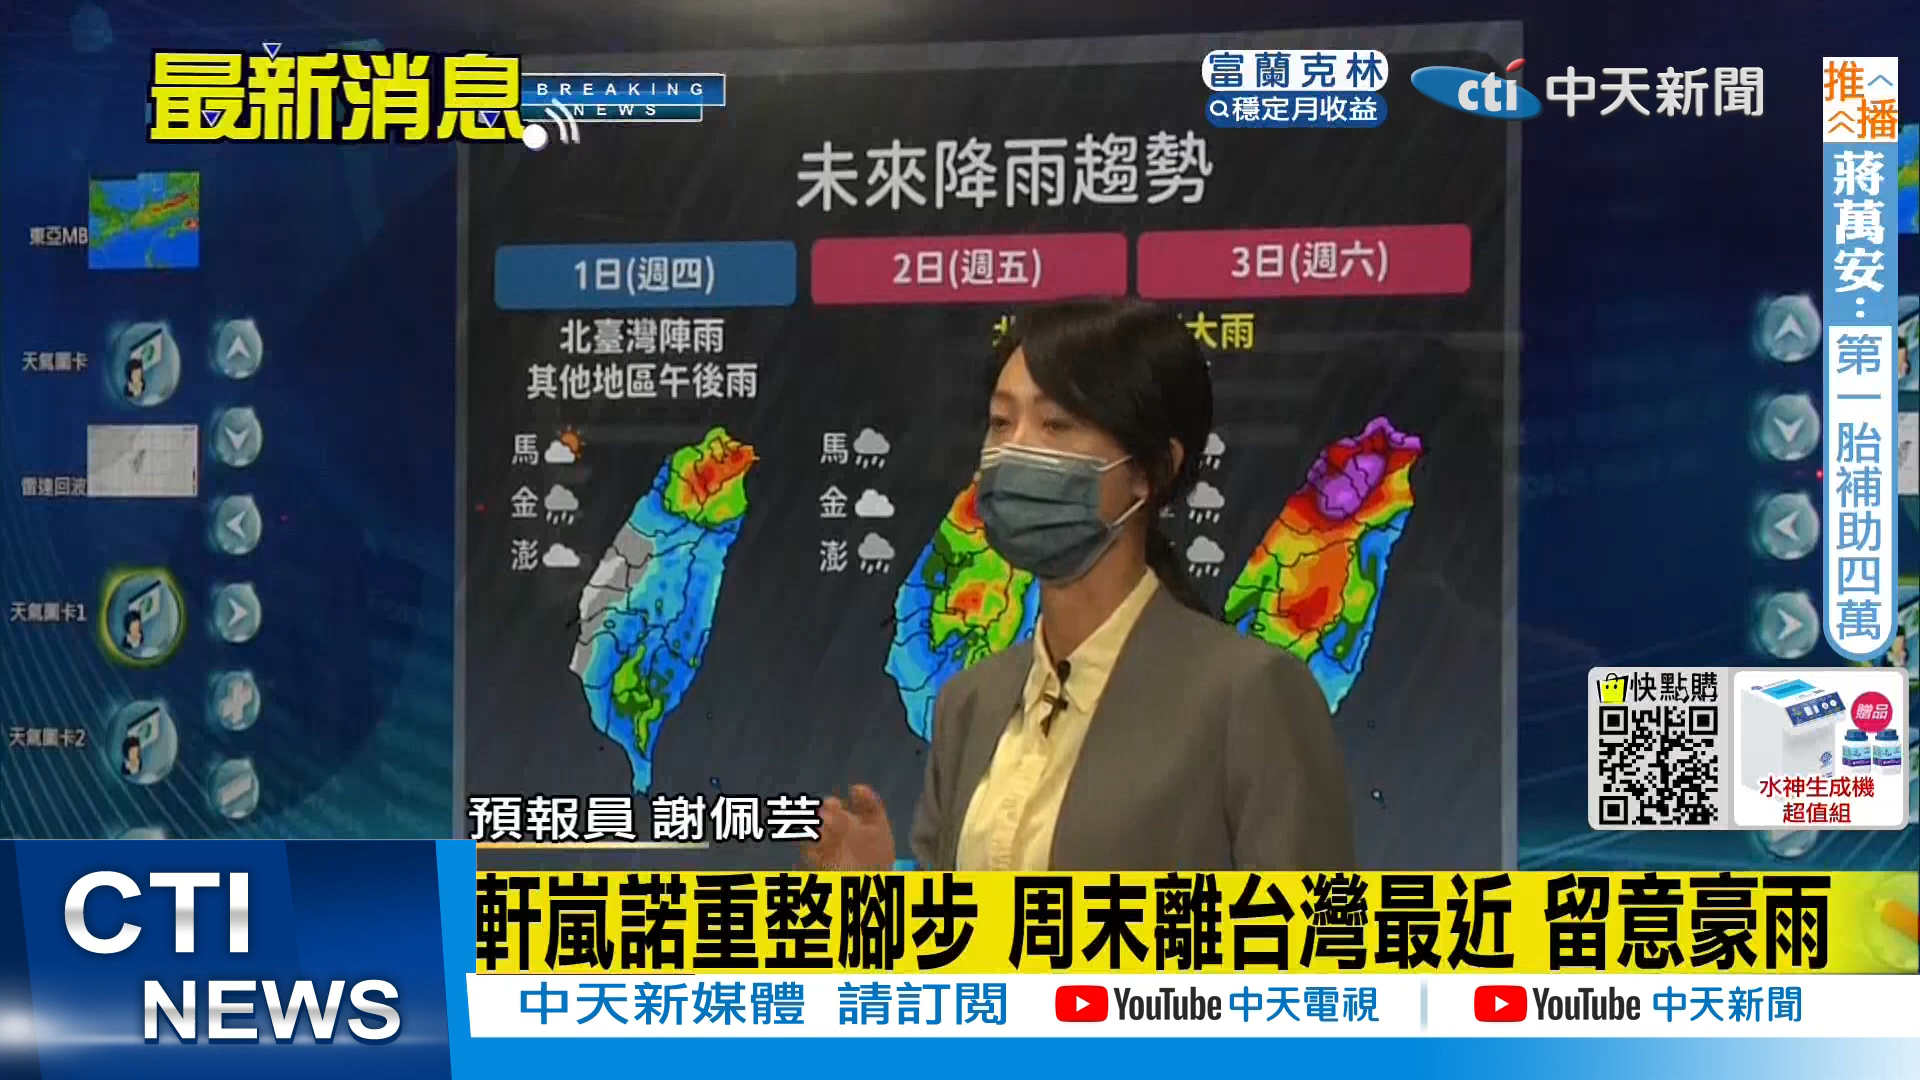 最新消息
BREAKING
NEWS
富蘭克林
穩定月收益
cti 中天新聞
推播
蔣萬安：
第一胎補助四萬
未來降雨趨勢
1日(週四)
2日(週五)
3日(週六)
北臺灣陣雨
其他地區午後雨
大雨
馬
金
澎
馬
金
澎
東亞MB
天氣圖卡
雷達回波
天氣圖卡1
天氣圖卡2
快點購
贈品
水神生成機
超值組
預報員 謝佩芸
CTI
NEWS
軒嵐諾重整腳步 周末離台灣最近 留意豪雨
中天新媒體 請訂閱 YouTube 中天電視 YouTube 中天新聞